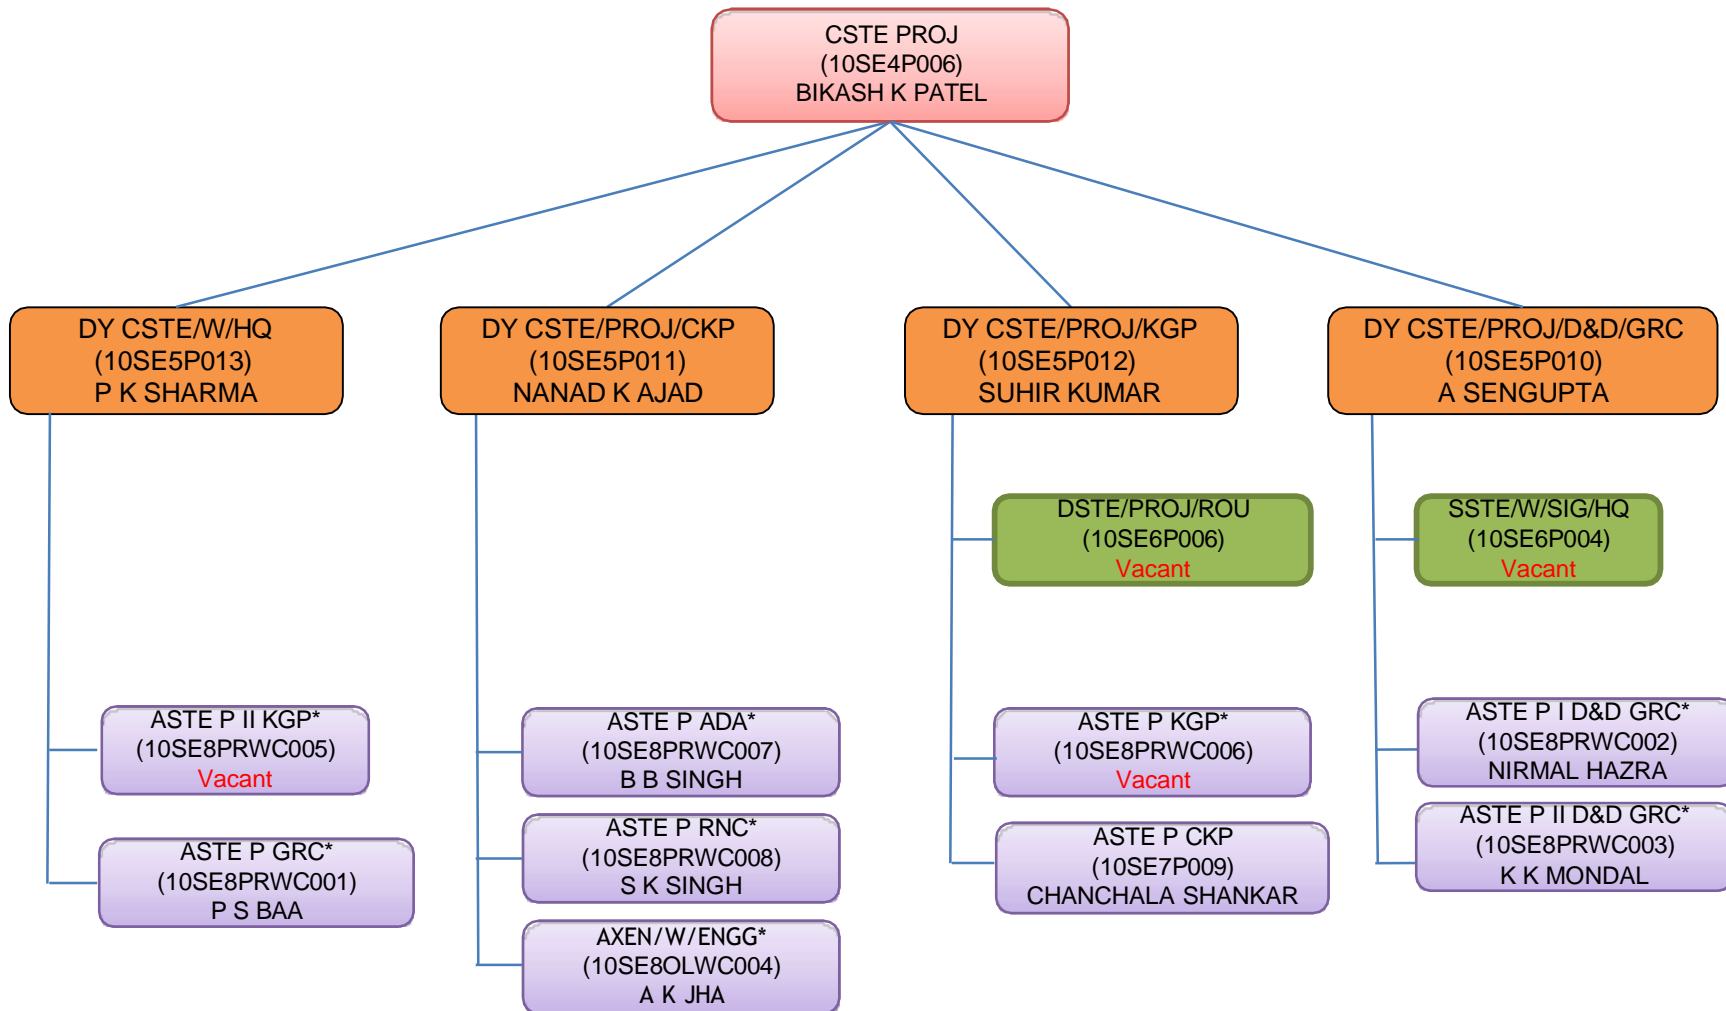 CSTE PROJ
(10SE4P006)
BIKASH K PATEL
DY CSTE/W/HQ
(10SE5P013)
P K SHARMA
DY CSTE/PROJ/CKP
(10SE5P011)
NANAD K AJAD
DY CSTE/PROJ/KGP
(10SE5P012)
SUHIR KUMAR
DY CSTE/PROJ/D&D/GRC
(10SE5P010)
A SENGUPTA
DSTE/PROJ/ROU
(10SE6P006)
Vacant
SSTE/W/SIG/HQ
(10SE6P004)
Vacant
ASTE P II KGP*
(10SE8PRWC005)
Vacant
ASTE P ADA*
(10SE8PRWC007)
B B SINGH
ASTE P KGP*
(10SE8PRWC006)
Vacant
ASTE P I D&D GRC*
(10SE8PRWC002)
NIRMAL HAZRA
ASTE P GRC*
(10SE8PRWC001)
P S BAA
ASTE P RNC*
(10SE8PRWC008)
S K SINGH
ASTE P CKP
(10SE7P009)
CHANCHALA SHANKAR
ASTE P II D&D GRC*
(10SE8PRWC003)
K K MONDAL
AXEN/W/ENGG*
(10SE8OLWC004)
A K JHA